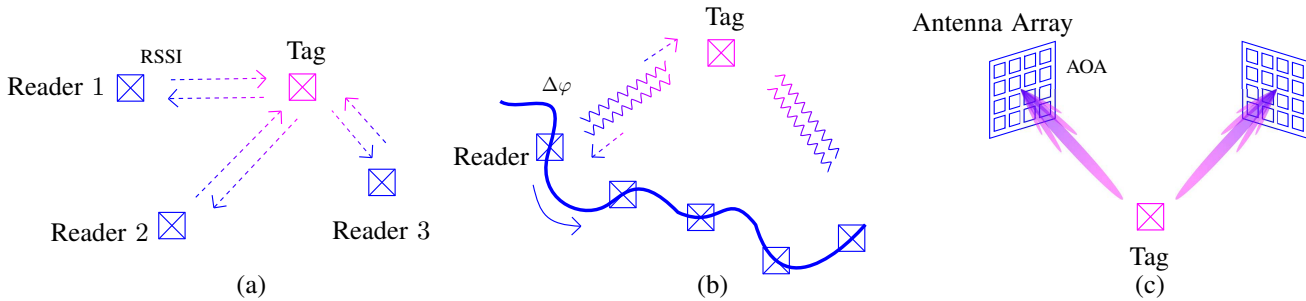 RSSI
Tag
Reader 1
Reader 2
Reader 3
(a)
Tag
Δφ
Reader
(b)
Antenna Array
AOA
Tag
(c)